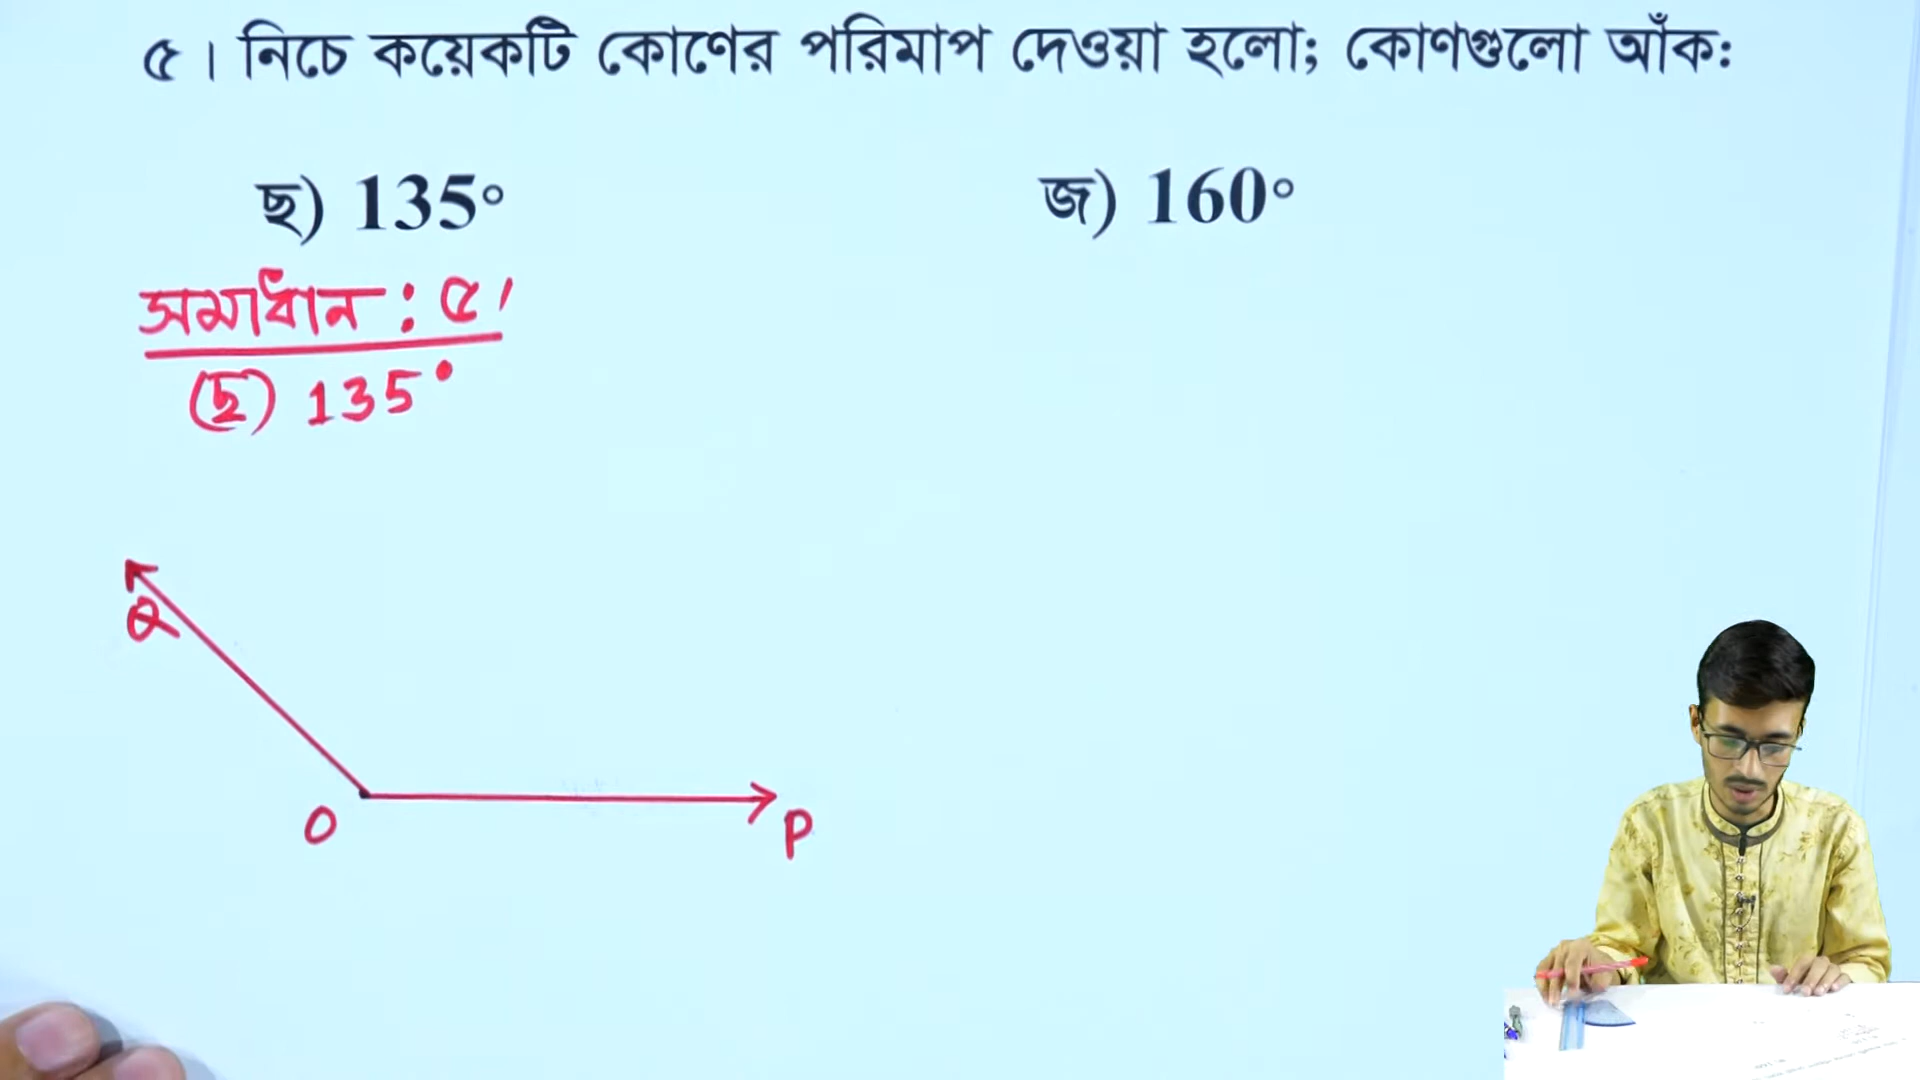 ৫। নিচে কয়েকটি কোণের পরিমাপ দেওয়া হলো; কোণগুলো আঁক:
ছ) 135° জ) 160°
সমাধান : ৫।
(ছ) 135°
Q
O
P